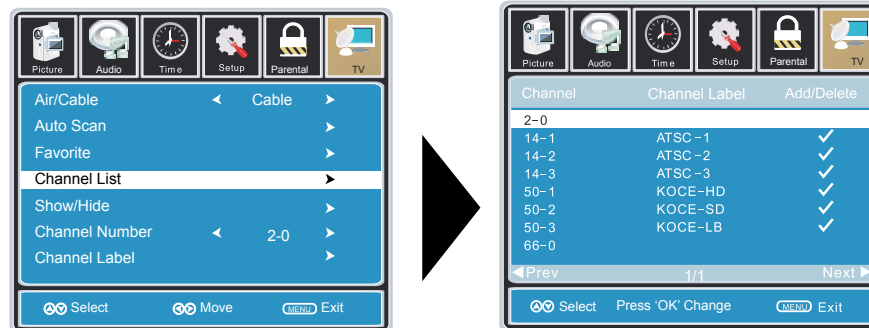 Picture Audio Time Setup Parental TV
Air/Cable Cable
Auto Scan
Favorite
Channel List
Show/Hide
Channel Number 2-0
Channel Label
Select Move MENU Exit
Picture Audio Time Setup Parental TV
Channel Channel Label Add/Delete
2-0
14-1 ATSC-1
14-2 ATSC-2
14-3 ATSC-3
50-1 KOCE-HD
50-2 KOCE-SD
50-3 KOCE-LB
66-0
Prev 1/1 Next
Select Press ‘OK’ Change MENU Exit